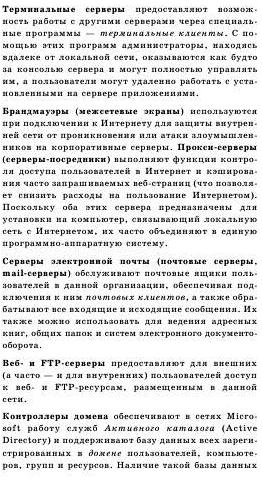 Терминальные серверы предоставляют возмож-
ность работы с другими серверами через специаль-
ные программы — терминальные клиенты. С по-
мощью этих программ администраторы, находясь
вдалеке от локальной сети, оказываются как будто
за консолью сервера и могут полностью управлять
им, а пользователи могут удаленно работать с уста-
новленными на сервере приложениями.
Брандмауэры (межсетевые экраны) используются
при подключении к Интернету для защиты внутрен-
ней сети от проникновения или атаки злоумышлен-
ников на корпоративные серверы. Прокси-серверы
(серверы-посредники) выполняют функции контро-
ля доступа пользователей в Интернет и кэширова-
ния часто запрашиваемых веб-страниц (что позволя-
ет снизить расходы на пользование Интернетом).
Поскольку оба этих сервера предназначены для
установки на компьютер, связывающий локальную
сеть с Интернетом, их часто объединяют в единую
программно-аппаратную систему.
Серверы электронной почты (почтовые серверы,
mail-серверы) обслуживают почтовые ящики поль-
зователей в данной организации, обеспечивая под-
ключения к ним почтовых клиентов, а также обра-
батывают все входящие и исходящие сообщения. Их
также можно использовать для ведения адресных
книг, общих папок и систем электронного документо-
оборота.
Веб- и FTP-серверы предоставляют для внешних
(а часто — и для внутренних) пользователей доступ
к веб- и FTP-ресурсам, размещенным в данной
сети.
Контроллеры домена обеспечивают в сетях Micro-
soft работу служб Активного каталога (Active
Directory) и поддерживают базу данных всех зареги-
стрированных в домене пользователей, компьюте-
ров, групп и ресурсов. Наличие такой базы данных